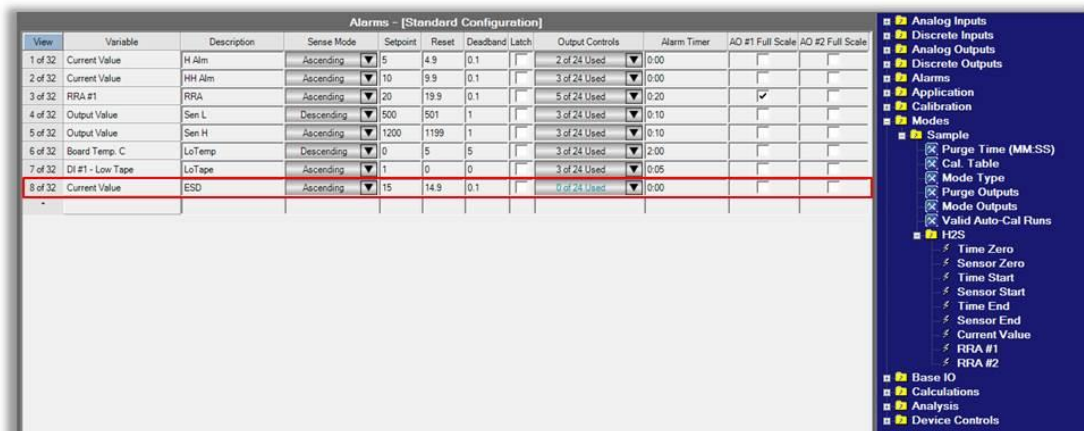 Alarms - [Standard Configuration]
View Variable Description Sense Mode Setpoint Reset Deadband Latch Output Controls Alarm Timer AO #1 Full Scale AO #2 Full Scale
1 of 32 Current Value H Alm Ascending 5 4.9 0.1 2 of 24 Used 0:00
2 of 32 Current Value HH Alm Ascending 10 9.9 0.1 3 of 24 Used 0:00
3 of 32 RRA #1 RRA Ascending 20 19.9 0.1 5 of 24 Used 0:20
4 of 32 Output Value Sen L Descending 500 501 1 3 of 24 Used 0:10
5 of 32 Output Value Sen H Ascending 1200 1199 1 3 of 24 Used 0:10
6 of 32 Board Temp. C LoTemp Descending 0 5 5 3 of 24 Used 2:00
7 of 32 DI #1 - Low Tape LoTape Ascending 1 0 0 3 of 24 Used 0:05
8 of 32 Current Value ESD Ascending 15 14.9 0.1 0 of 24 Used 0:00
Analog Inputs
Discrete Inputs
Analog Outputs
Discrete Outputs
Alarms
Application
Calibration
Modes
Sample
Purge Time (MM:SS)
Cal. Table
Mode Type
Purge Outputs
Mode Outputs
Valid Auto-Cal Runs
H2S
Time Zero
Sensor Zero
Time Start
Sensor Start
Time End
Sensor End
Current Value
RRA #1
RRA #2
Base IO
Calculations
Analysis
Device Controls